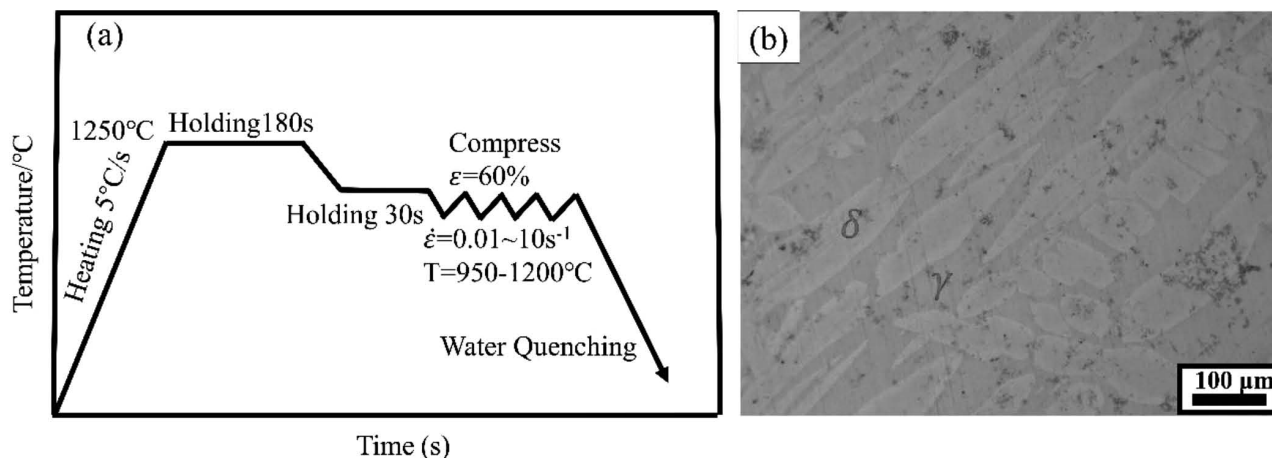 (a)
Temperature/°C
1250°C
Holding180s
Heating 5°C/s
Holding 30s
Compress
ε=60%
ε̇=0.01~10s⁻¹
T=950-1200°C
Water Quenching
Time (s)
(b)
δ
γ
100 μm